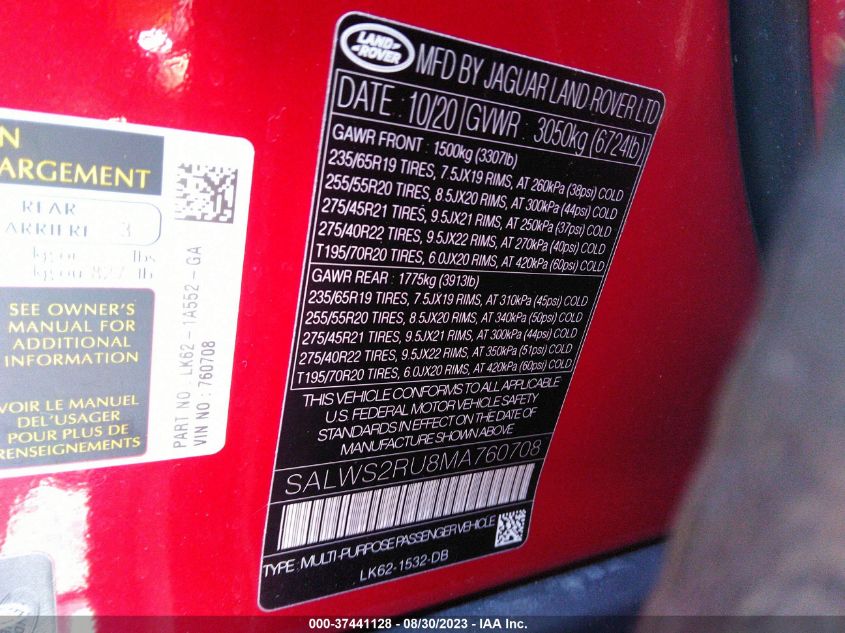 N
ARGEMENT
REAR
ARRIERE 3
kg or lbs
kg ou 827 lb
SEE OWNER'S
MANUAL FOR
ADDITIONAL
INFORMATION
VOIR LE MANUEL
DEL'USAGER
POUR PLUS DE
RENSEIGNEMENTS
PART NO : LK62-1A552-GA
VIN NO : 760708
LAND ROVER
MFD BY JAGUAR LAND ROVER LTD
DATE: 10/20 GVWR : 3050kg (6724lb)
GAWR FRONT : 1500kg (3307lb)
235/65R19 TIRES, 7.5JX19 RIMS, AT 260kPa (38psi) COLD
255/55R20 TIRES, 8.5JX20 RIMS, AT 300kPa (44psi) COLD
275/45R21 TIRES, 9.5JX21 RIMS, AT 250kPa (37psi) COLD
275/40R22 TIRES, 9.5JX22 RIMS, AT 270kPa (40psi) COLD
T195/70R20 TIRES, 6.0JX20 RIMS, AT 420kPa (60psi) COLD
GAWR REAR : 1775kg (3913lb)
235/65R19 TIRES, 7.5JX19 RIMS, AT 310kPa (45psi) COLD
255/55R20 TIRES, 8.5JX20 RIMS, AT 340kPa (50psi) COLD
275/45R21 TIRES, 9.5JX21 RIMS, AT 300kPa (44psi) COLD
275/40R22 TIRES, 9.5JX22 RIMS, AT 350kPa (51psi) COLD
T195/70R20 TIRES, 6.0JX20 RIMS, AT 420kPa (60psi) COLD
THIS VEHICLE CONFORMS TO ALL APPLICABLE
U.S. FEDERAL MOTOR VEHICLE SAFETY
STANDARDS IN EFFECT ON THE DATE OF
MANUFACTURE SHOWN ABOVE
SALWS2RU8MA760708
TYPE : MULTI-PURPOSE PASSENGER VEHICLE
LK62-1532-DB
000-37441128 - 08/30/2023 - IAA Inc.